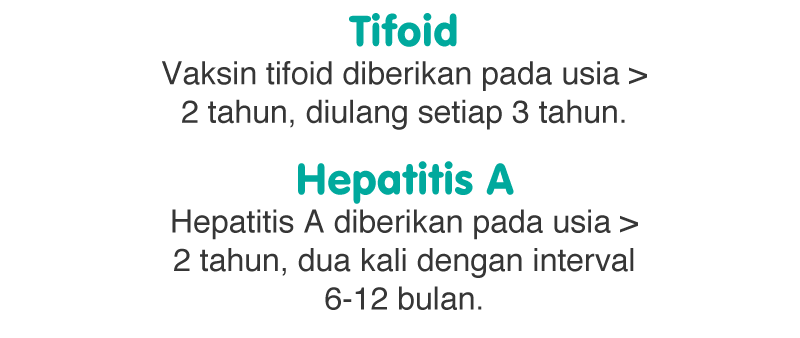 Tifoid
Vaksin tifoid diberikan pada usia >
2 tahun, diulang setiap 3 tahun.
Hepatitis A
Hepatitis A diberikan pada usia >
2 tahun, dua kali dengan interval
6-12 bulan.